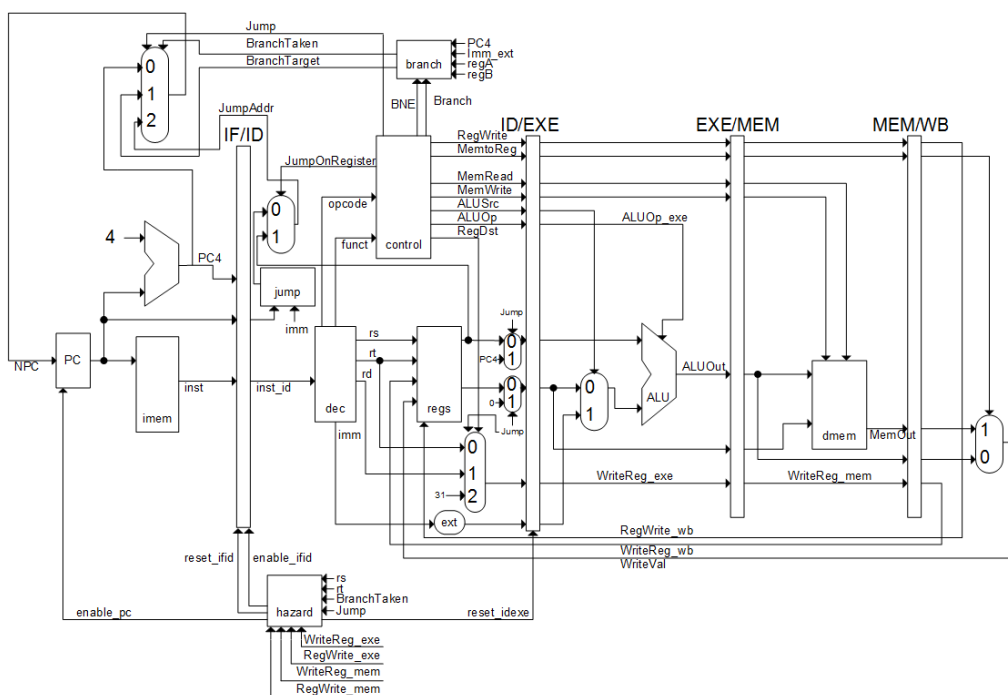 Jump
BranchTaken
BranchTarget
0
1
2
PC4
Imm_ext
regA
regB
branch
BNE
Branch
JumpAddr
IF/ID
ID/EXE
EXE/MEM
MEM/WB
RegWrite
MemtoReg
JumpOnRegister
MemRead
MemWrite
ALUSrc
ALUOp
RegDst
ALUOp_exe
opcode
funct
control
0
1
4
PC4
jump
imm
PC
NPC
imem
inst
inst_id
dec
rs
rt
rd
imm
regs
Jump
0
1
PC4
0
1
0
Jump
0
1
ALU
ALUOut
dmem
MemOut
1
0
0
1
2
31
ext
WriteReg_exe
WriteReg_mem
RegWrite_wb
WriteReg_wb
WriteVal
reset_ifid
enable_ifid
rs
rt
BranchTaken
Jump
hazard
enable_pc
reset_idexe
WriteReg_exe
RegWrite_exe
WriteReg_mem
RegWrite_mem